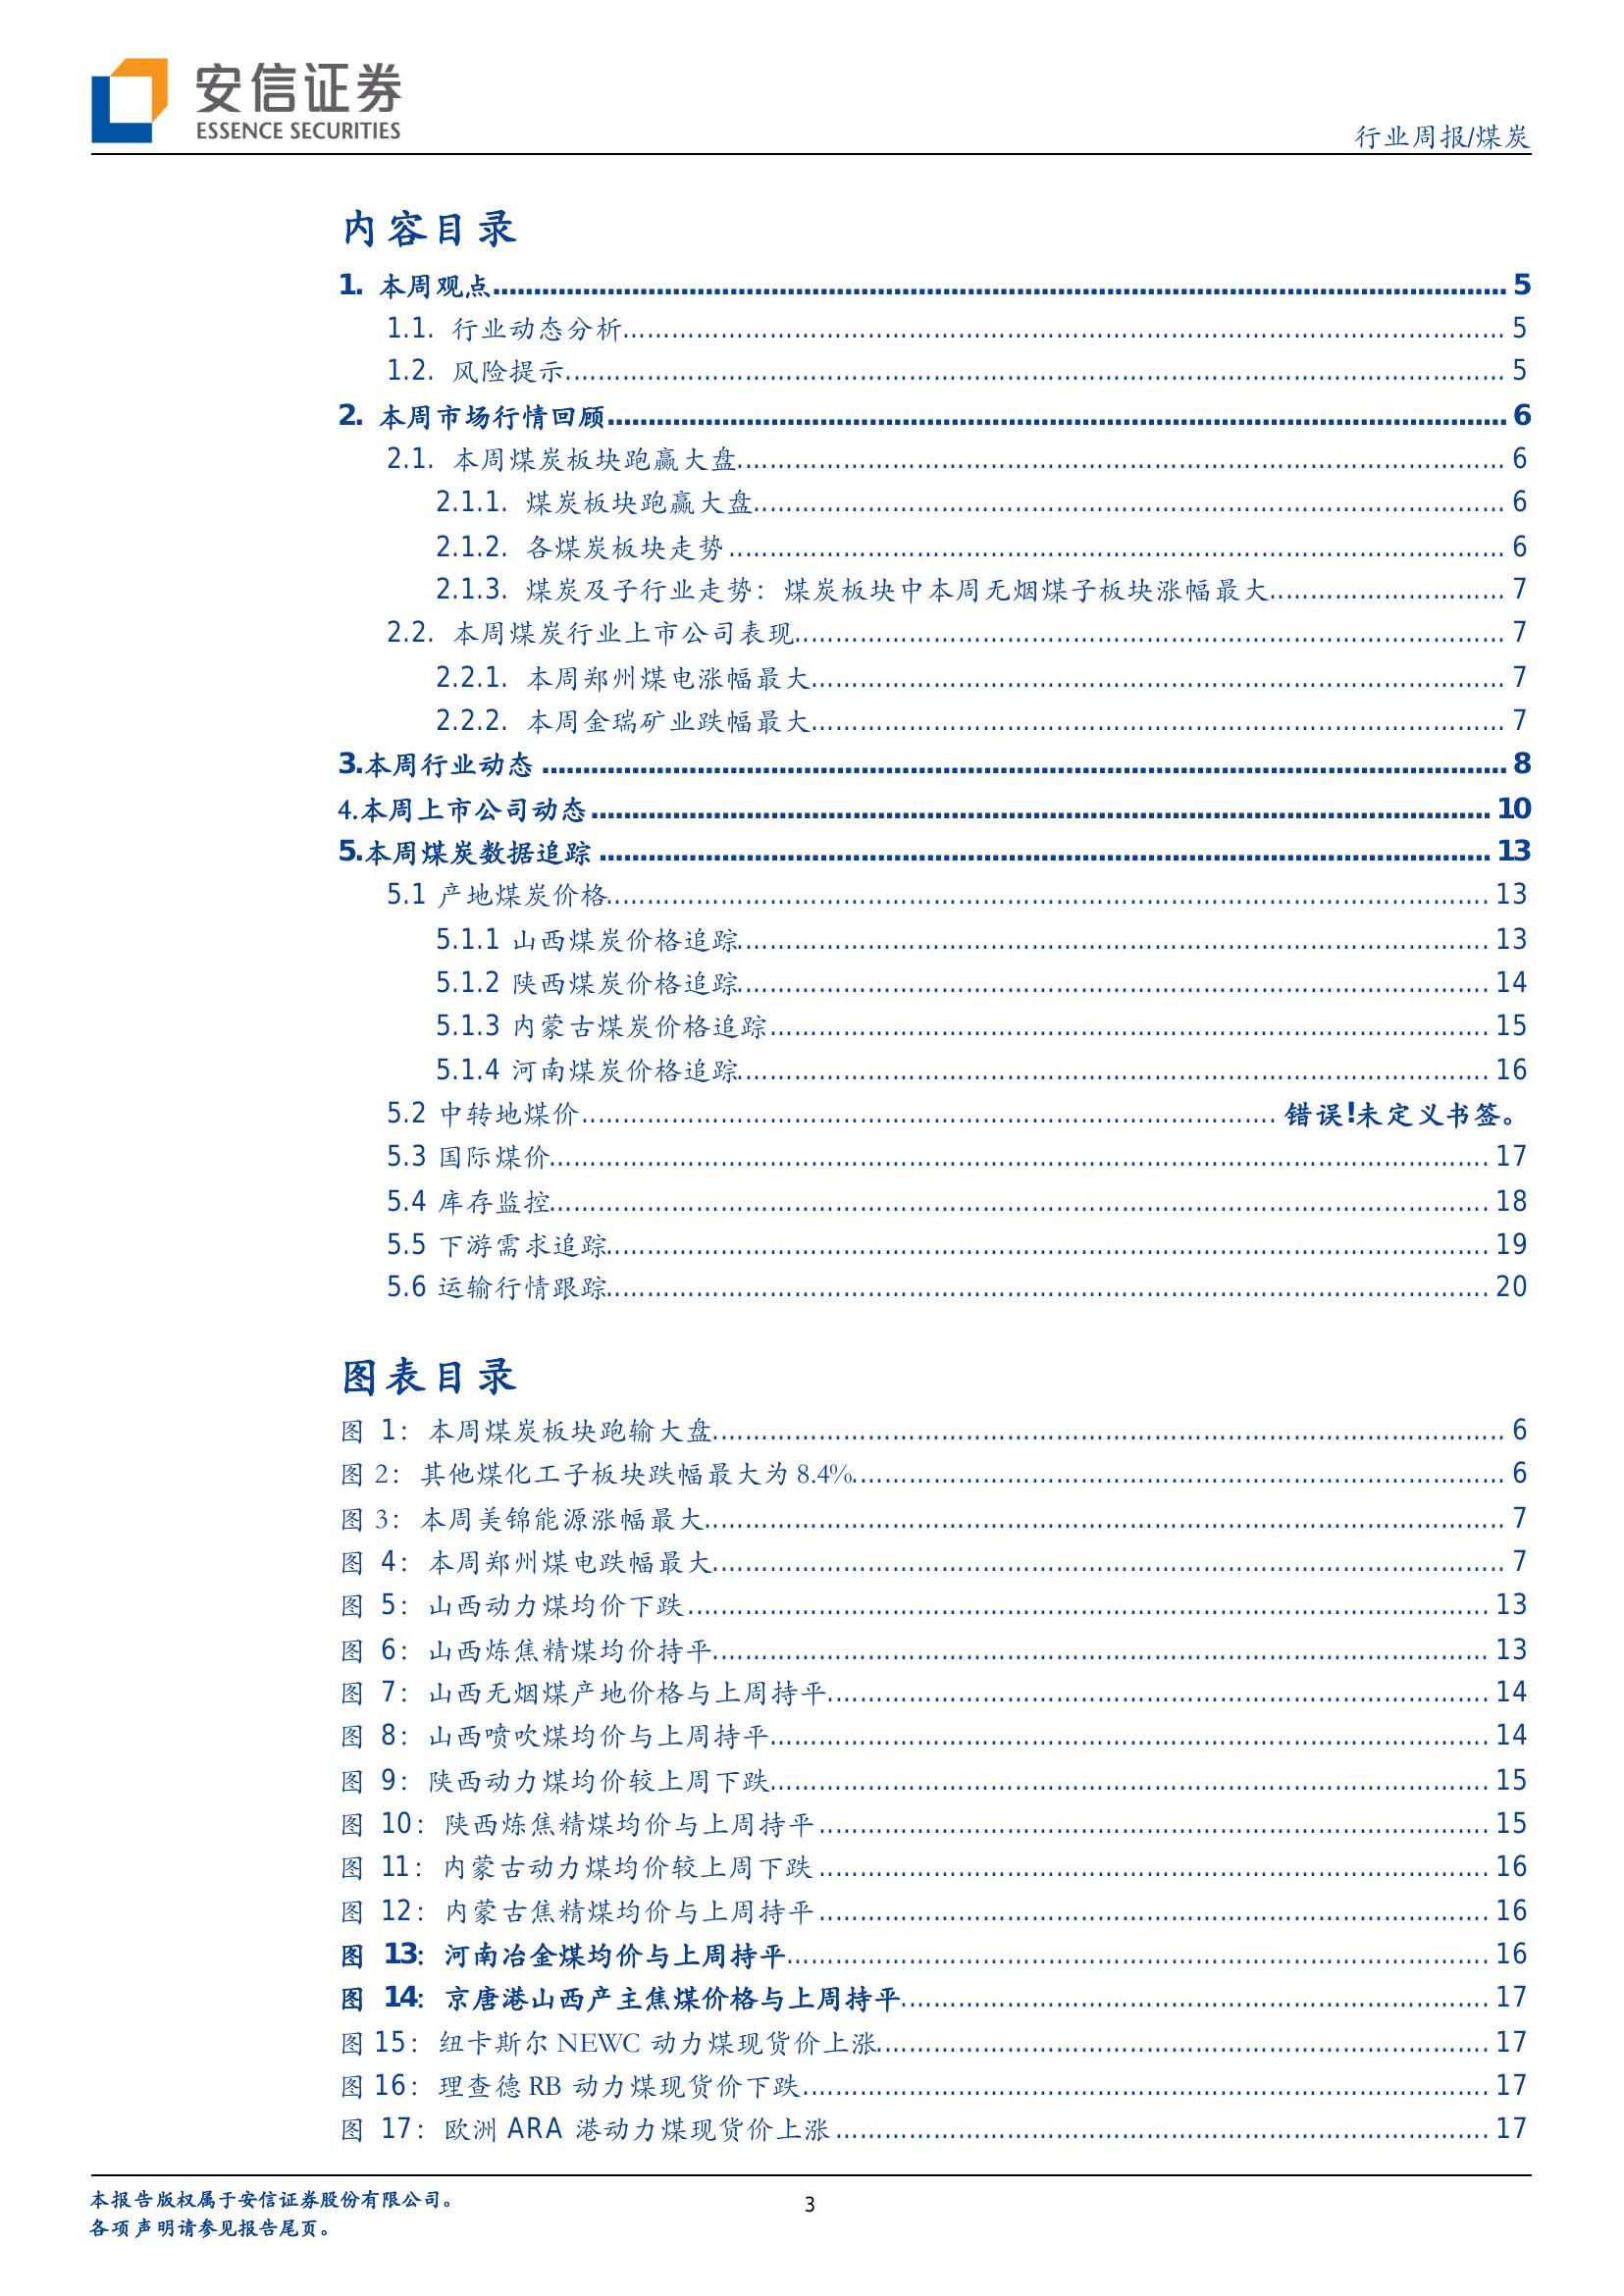 安信证券
ESSENCE SECURITIES
行业周报/煤炭
内容目录
1. 本周观点 5
1.1. 行业动态分析 5
1.2. 风险提示 5
2. 本周市场行情回顾 6
2.1. 本周煤炭板块跑赢大盘 6
2.1.1. 煤炭板块跑赢大盘 6
2.1.2. 各煤炭板块走势 6
2.1.3. 煤炭及子行业走势：煤炭板块中本周无烟煤子板块涨幅最大 7
2.2. 本周煤炭行业上市公司表现 7
2.2.1. 本周郑州煤电涨幅最大 7
2.2.2. 本周金瑞矿业跌幅最大 7
3.本周行业动态 8
4.本周上市公司动态 10
5.本周煤炭数据追踪 13
5.1 产地煤炭价格 13
5.1.1 山西煤炭价格追踪 13
5.1.2 陕西煤炭价格追踪 14
5.1.3 内蒙古煤炭价格追踪 15
5.1.4 河南煤炭价格追踪 16
5.2 中转地煤价 错误!未定义书签。
5.3 国际煤价 17
5.4 库存监控 18
5.5 下游需求追踪 19
5.6 运输行情跟踪 20
图表目录
图 1：本周煤炭板块跑输大盘 6
图 2：其他煤化工子板块跌幅最大为 8.4% 6
图 3：本周美锦能源涨幅最大 7
图 4：本周郑州煤电跌幅最大 7
图 5：山西动力煤均价下跌 13
图 6：山西炼焦精煤均价持平 13
图 7：山西无烟煤产地价格与上周持平 14
图 8：山西喷吹煤均价与上周持平 14
图 9：陕西动力煤均价较上周下跌 15
图 10：陕西炼焦精煤均价与上周持平 15
图 11：内蒙古动力煤均价较上周下跌 16
图 12：内蒙古焦精煤均价与上周持平 16
图 13：河南冶金煤均价与上周持平 16
图 14：京唐港山西产主焦煤价格与上周持平 17
图 15：纽卡斯尔 NEWC 动力煤现货价上涨 17
图 16：理查德 RB 动力煤现货价下跌 17
图 17：欧洲 ARA 港动力煤现货价上涨 17
本报告版权属于安信证券股份有限公司。
各项声明请参见报告尾页。
3